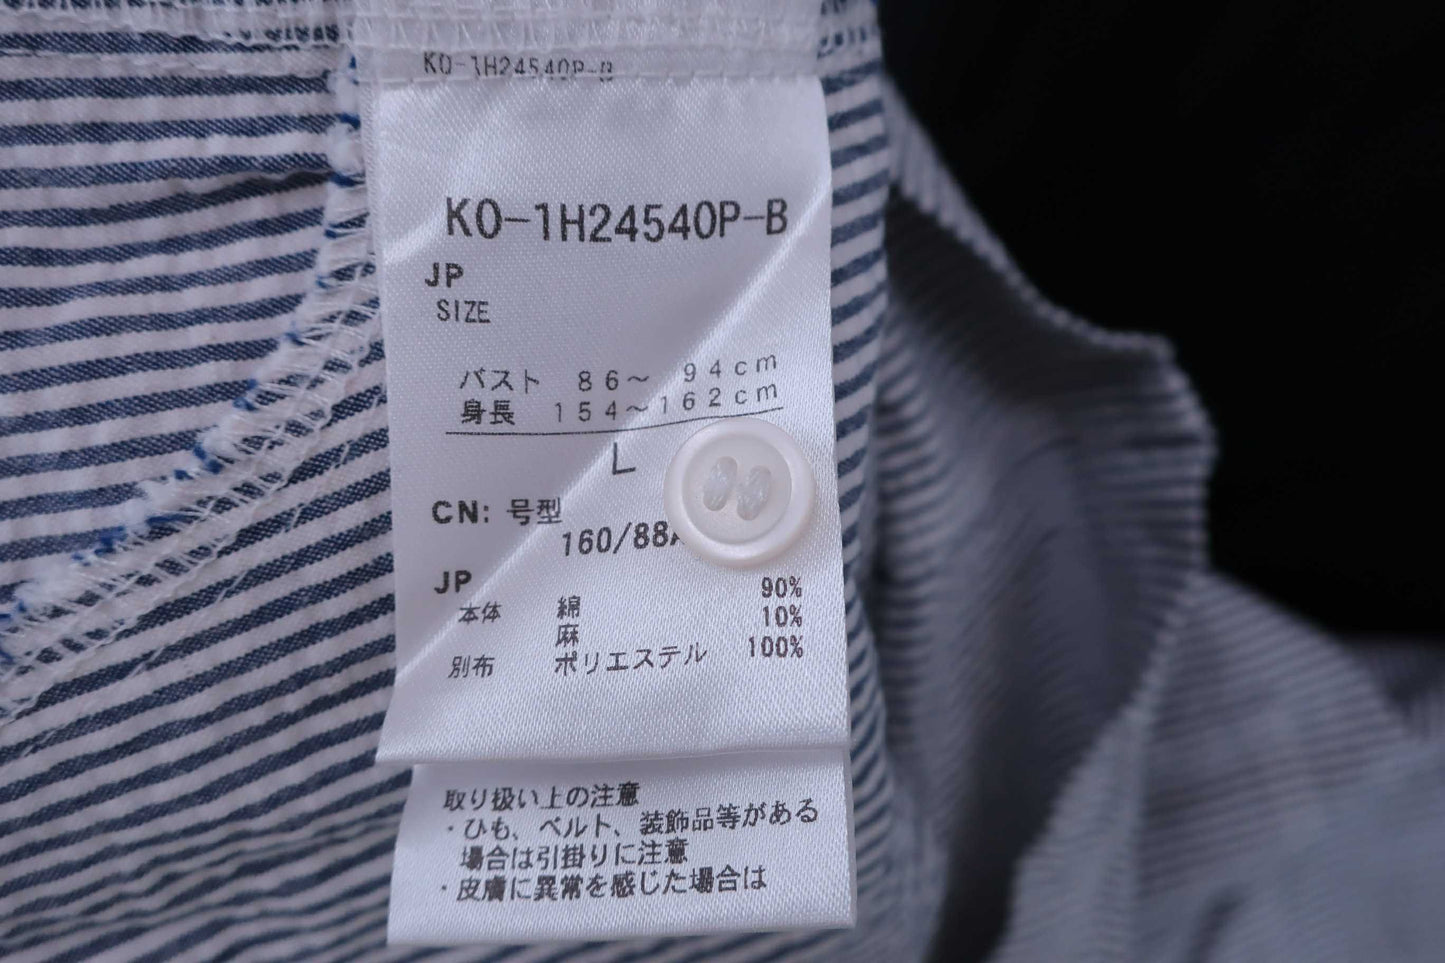 KO-1H24540P-B
KO-1H24540P-B
JP
SIZE
バスト 86～ 94cm
身長 154～162cm
L
CN: 号型
160/88A
JP
本体 綿 90%
麻 10%
別布 ポリエステル 100%
取り扱い上の注意
・ひも、ベルト、装飾品等がある
場合は引掛りに注意
・皮膚に異常を感じた場合は